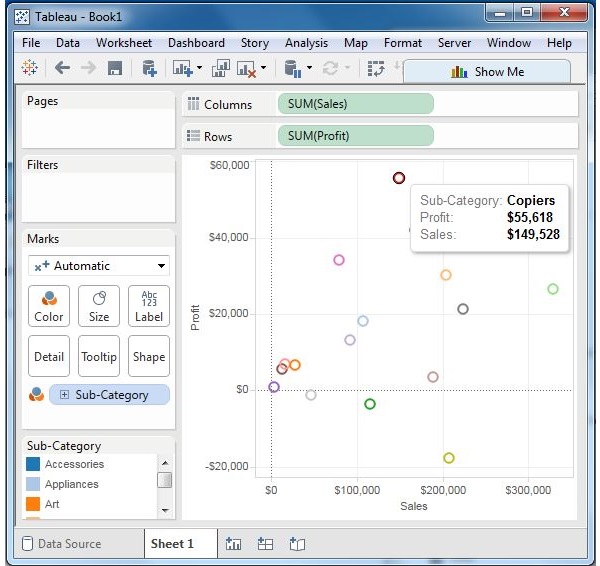 Tableau - Book1
File Data Worksheet Dashboard Story Analysis Map Format Server Window Help
Show Me
Pages
Columns SUM(Sales)
Rows SUM(Profit)
Filters
Marks
Automatic
Color Size Abc 123 Label
Detail Tooltip Shape
Sub-Category
Sub-Category
Accessories
Appliances
Art
$60,000
$40,000
$20,000
$0
-$20,000
Profit
Sub-Category: Copiers
Profit: $55,618
Sales: $149,528
$0 $100,000 $200,000 $300,000
Sales
Data Source Sheet 1